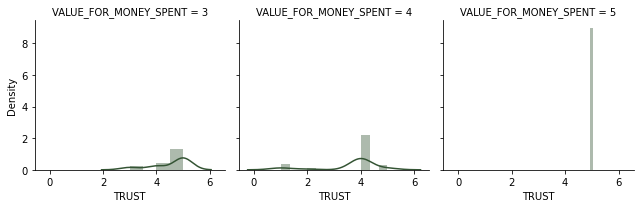 VALUE_FOR_MONEY_SPENT = 3
VALUE_FOR_MONEY_SPENT = 4
VALUE_FOR_MONEY_SPENT = 5
Density
8
6
4
2
0
0 2 4 6
0 2 4 6
0 2 4 6
TRUST
TRUST
TRUST